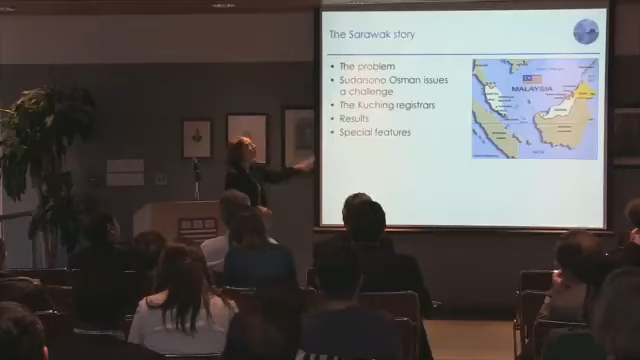 The Sarawak story
• The problem
• Sudarsono Osman issues
a challenge
• The Kuching registrars
• Results
• Special features
MALAYSIA